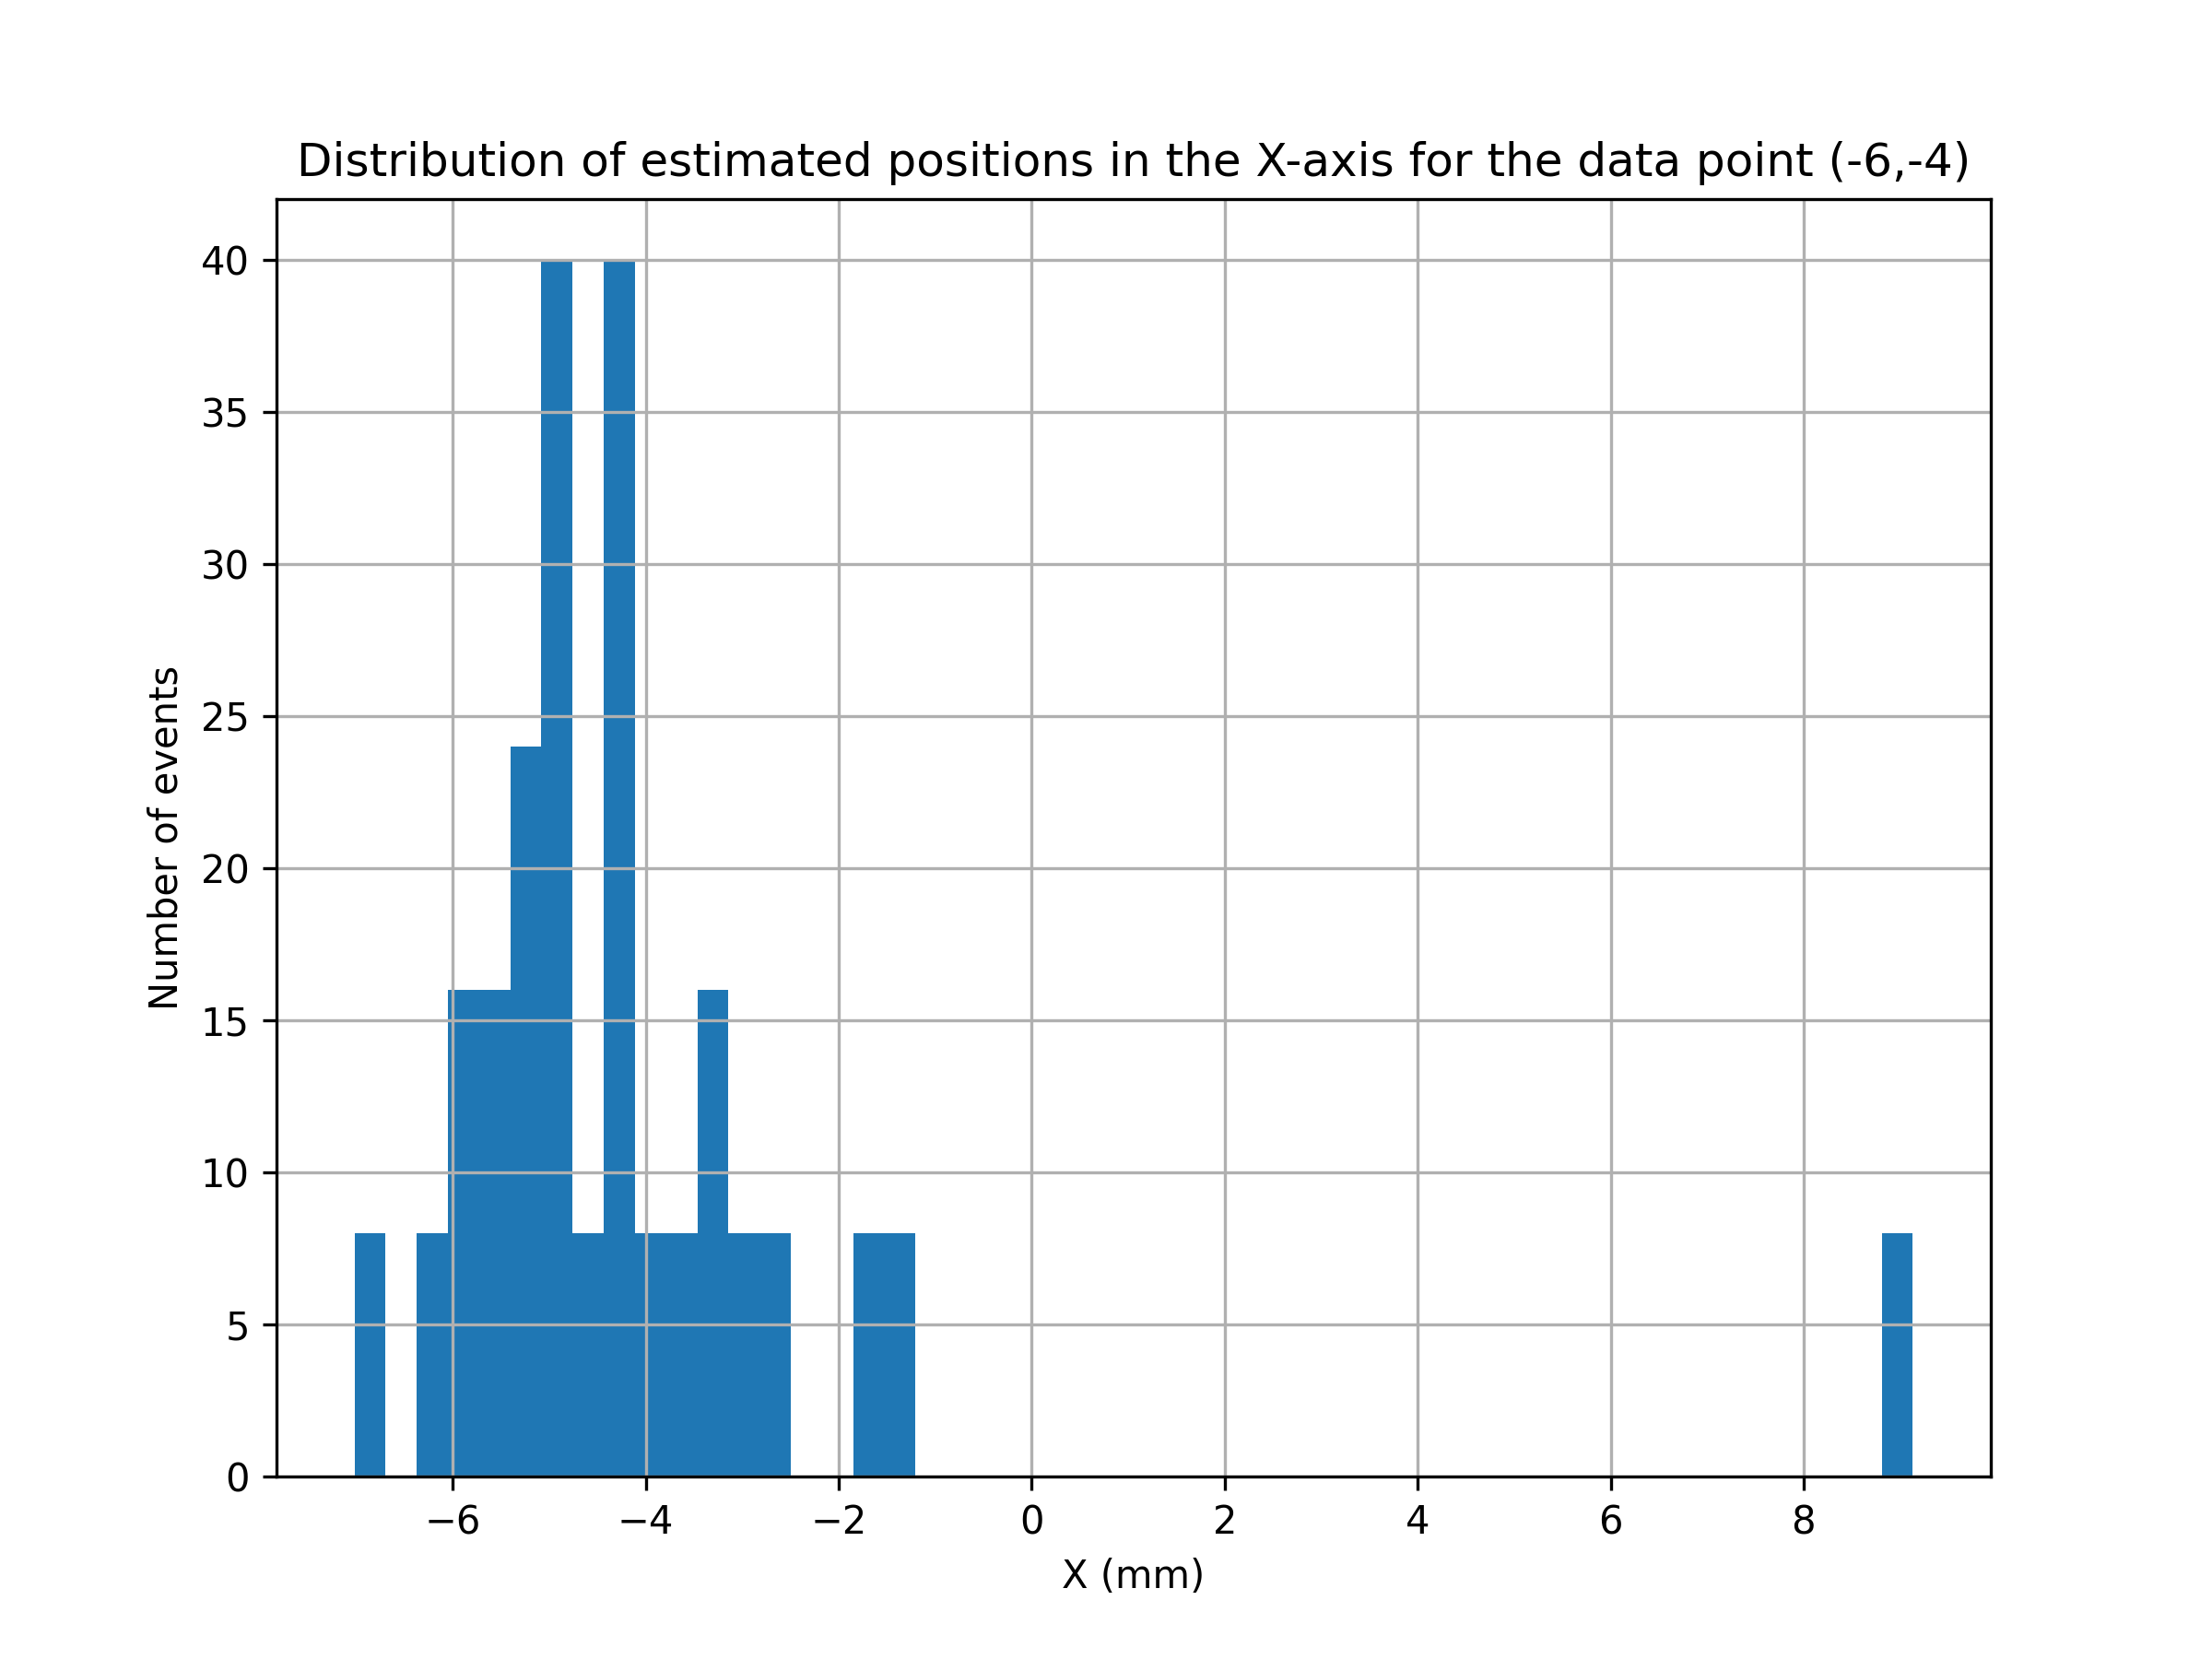 Distribution of estimated positions in the X-axis for the data point (-6,-4)
40
35
30
25
20
15
10
5
0
Number of events
−6 −4 −2 0 2 4 6 8
X (mm)